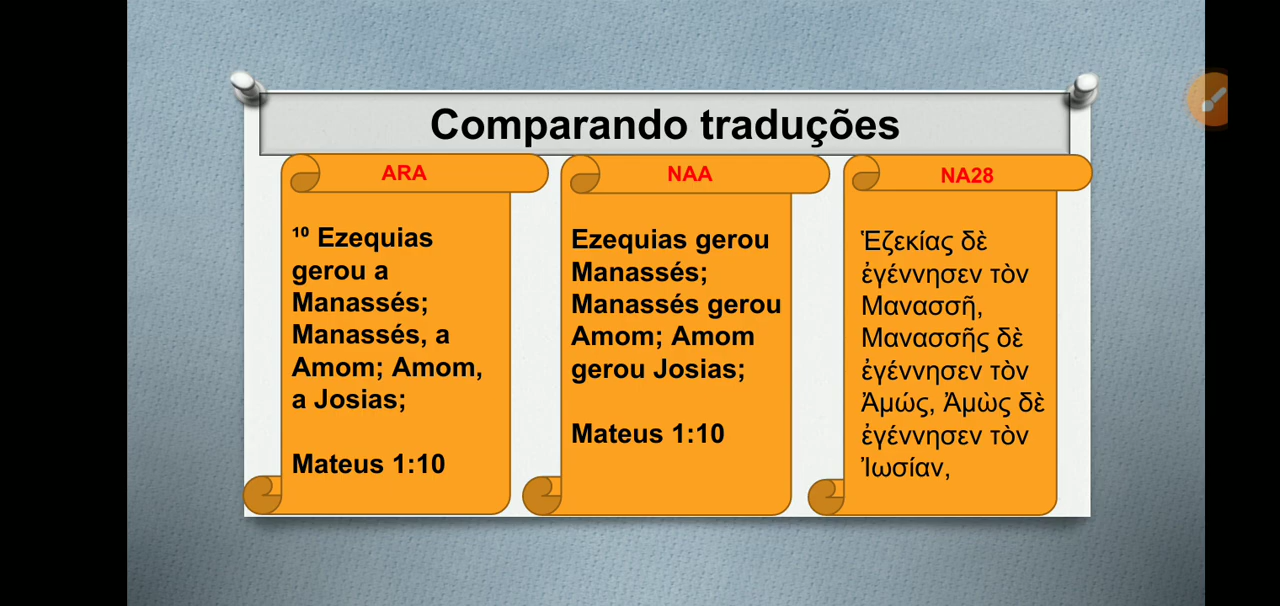 Comparando traduções
ARA
¹⁰ Ezequias
gerou a
Manassés;
Manassés, a
Amom; Amom,
a Josias;
Mateus 1:10
NAA
Ezequias gerou
Manassés;
Manassés gerou
Amom; Amom
gerou Josias;
Mateus 1:10
NA28
Ἑζεκίας δὲ
ἐγέννησεν τὸν
Μανασσῆ,
Μανασσῆς δὲ
ἐγέννησεν τὸν
Ἀμώς, Ἀμὼς δὲ
ἐγέννησεν τὸν
Ἰωσίαν,